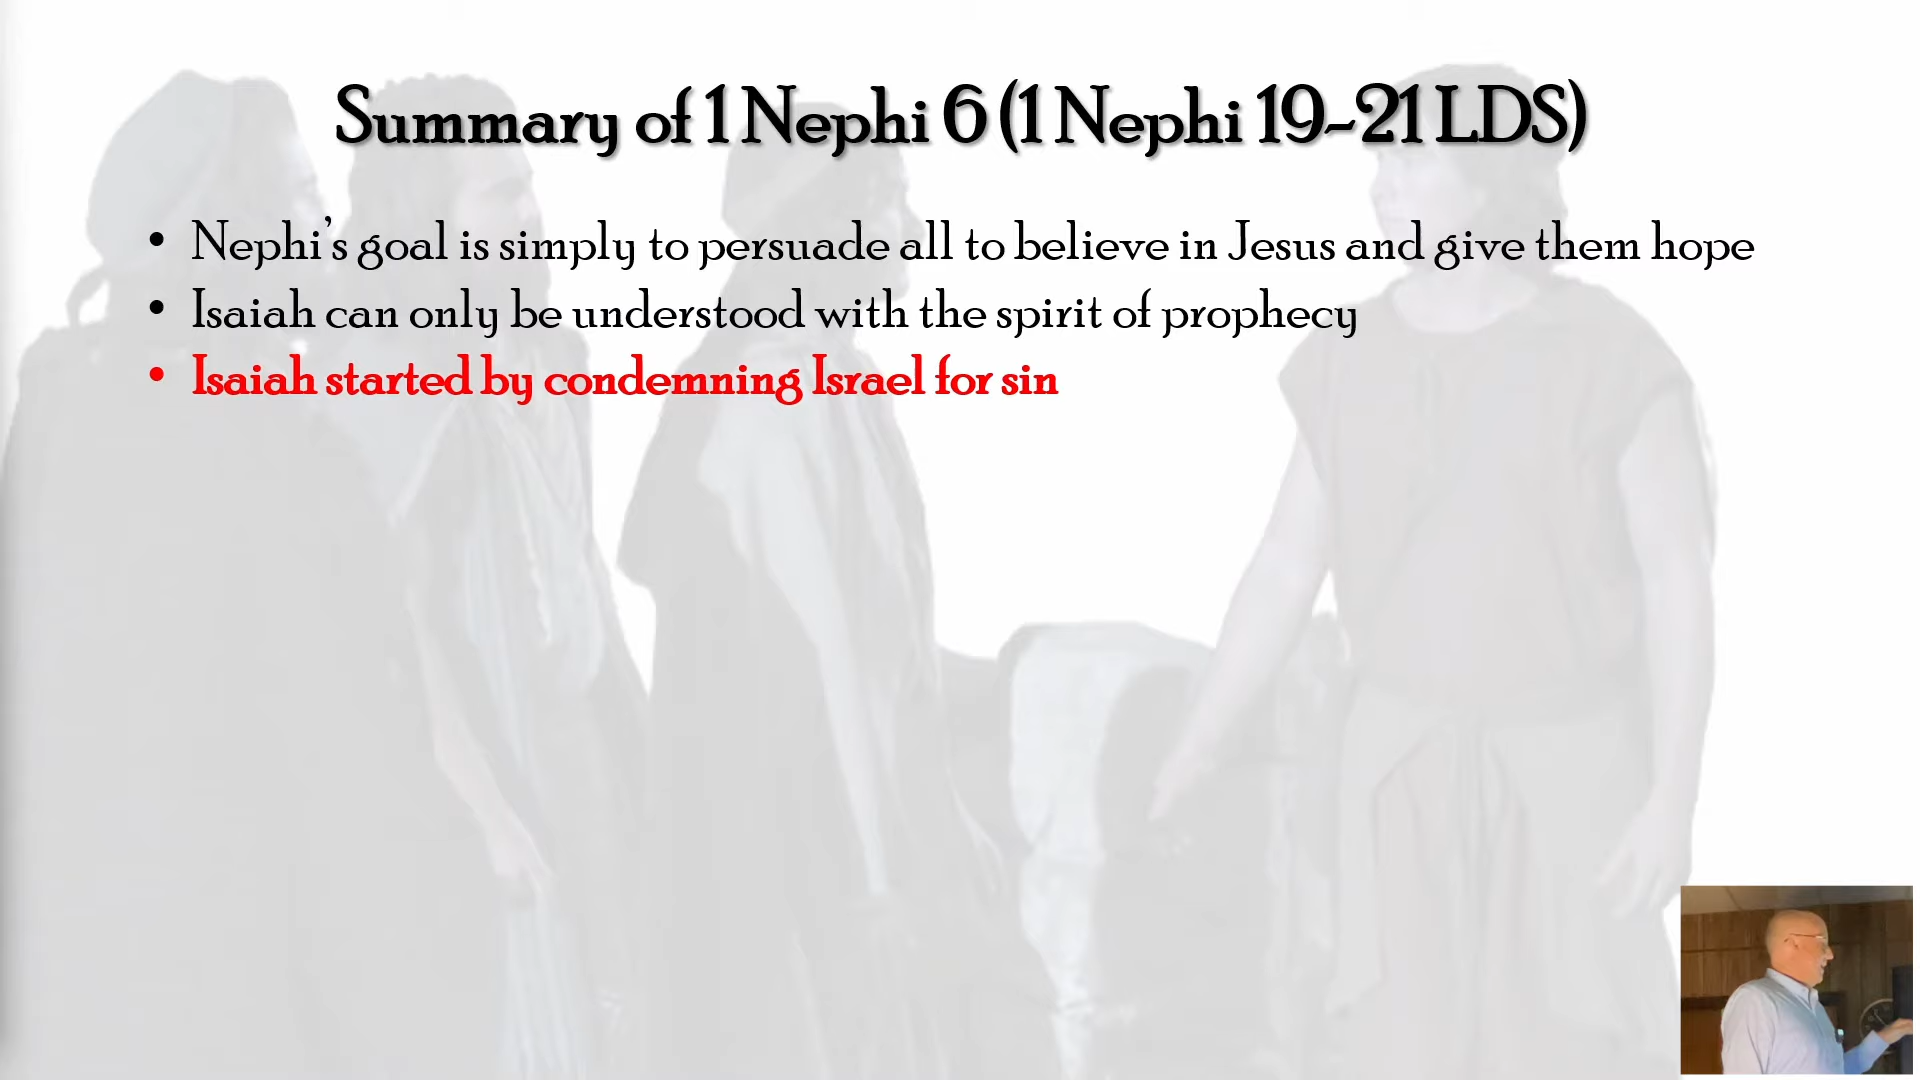 Summary of 1 Nephi 6 (1 Nephi 19-21 LDS)
• Nephi’s goal is simply to persuade all to believe in Jesus and give them hope
• Isaiah can only be understood with the spirit of prophecy
• Isaiah started by condemning Israel for sin